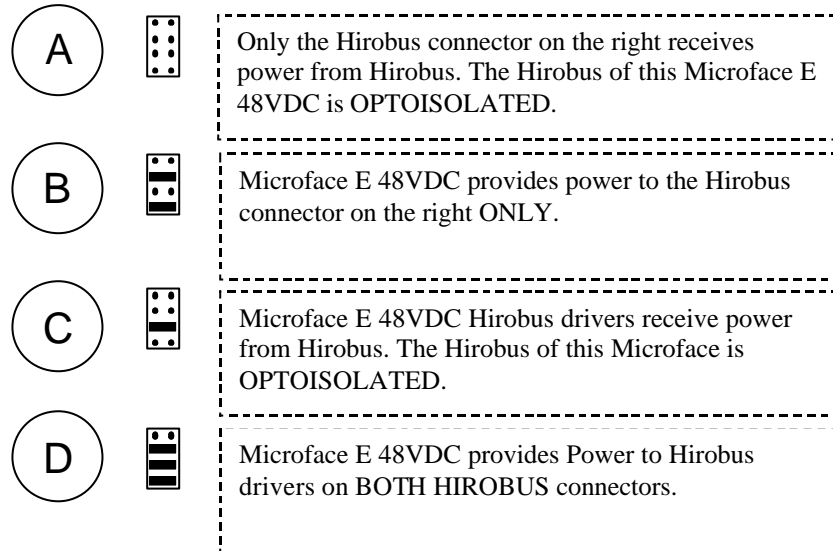 A
Only the Hirobus connector on the right receives
power from Hirobus. The Hirobus of this Microface E
48VDC is OPTOISOLATED.
B
Microface E 48VDC provides power to the Hirobus
connector on the right ONLY.
C
Microface E 48VDC Hirobus drivers receive power
from Hirobus. The Hirobus of this Microface is
OPTOISOLATED.
D
Microface E 48VDC provides Power to Hirobus
drivers on BOTH HIROBUS connectors.